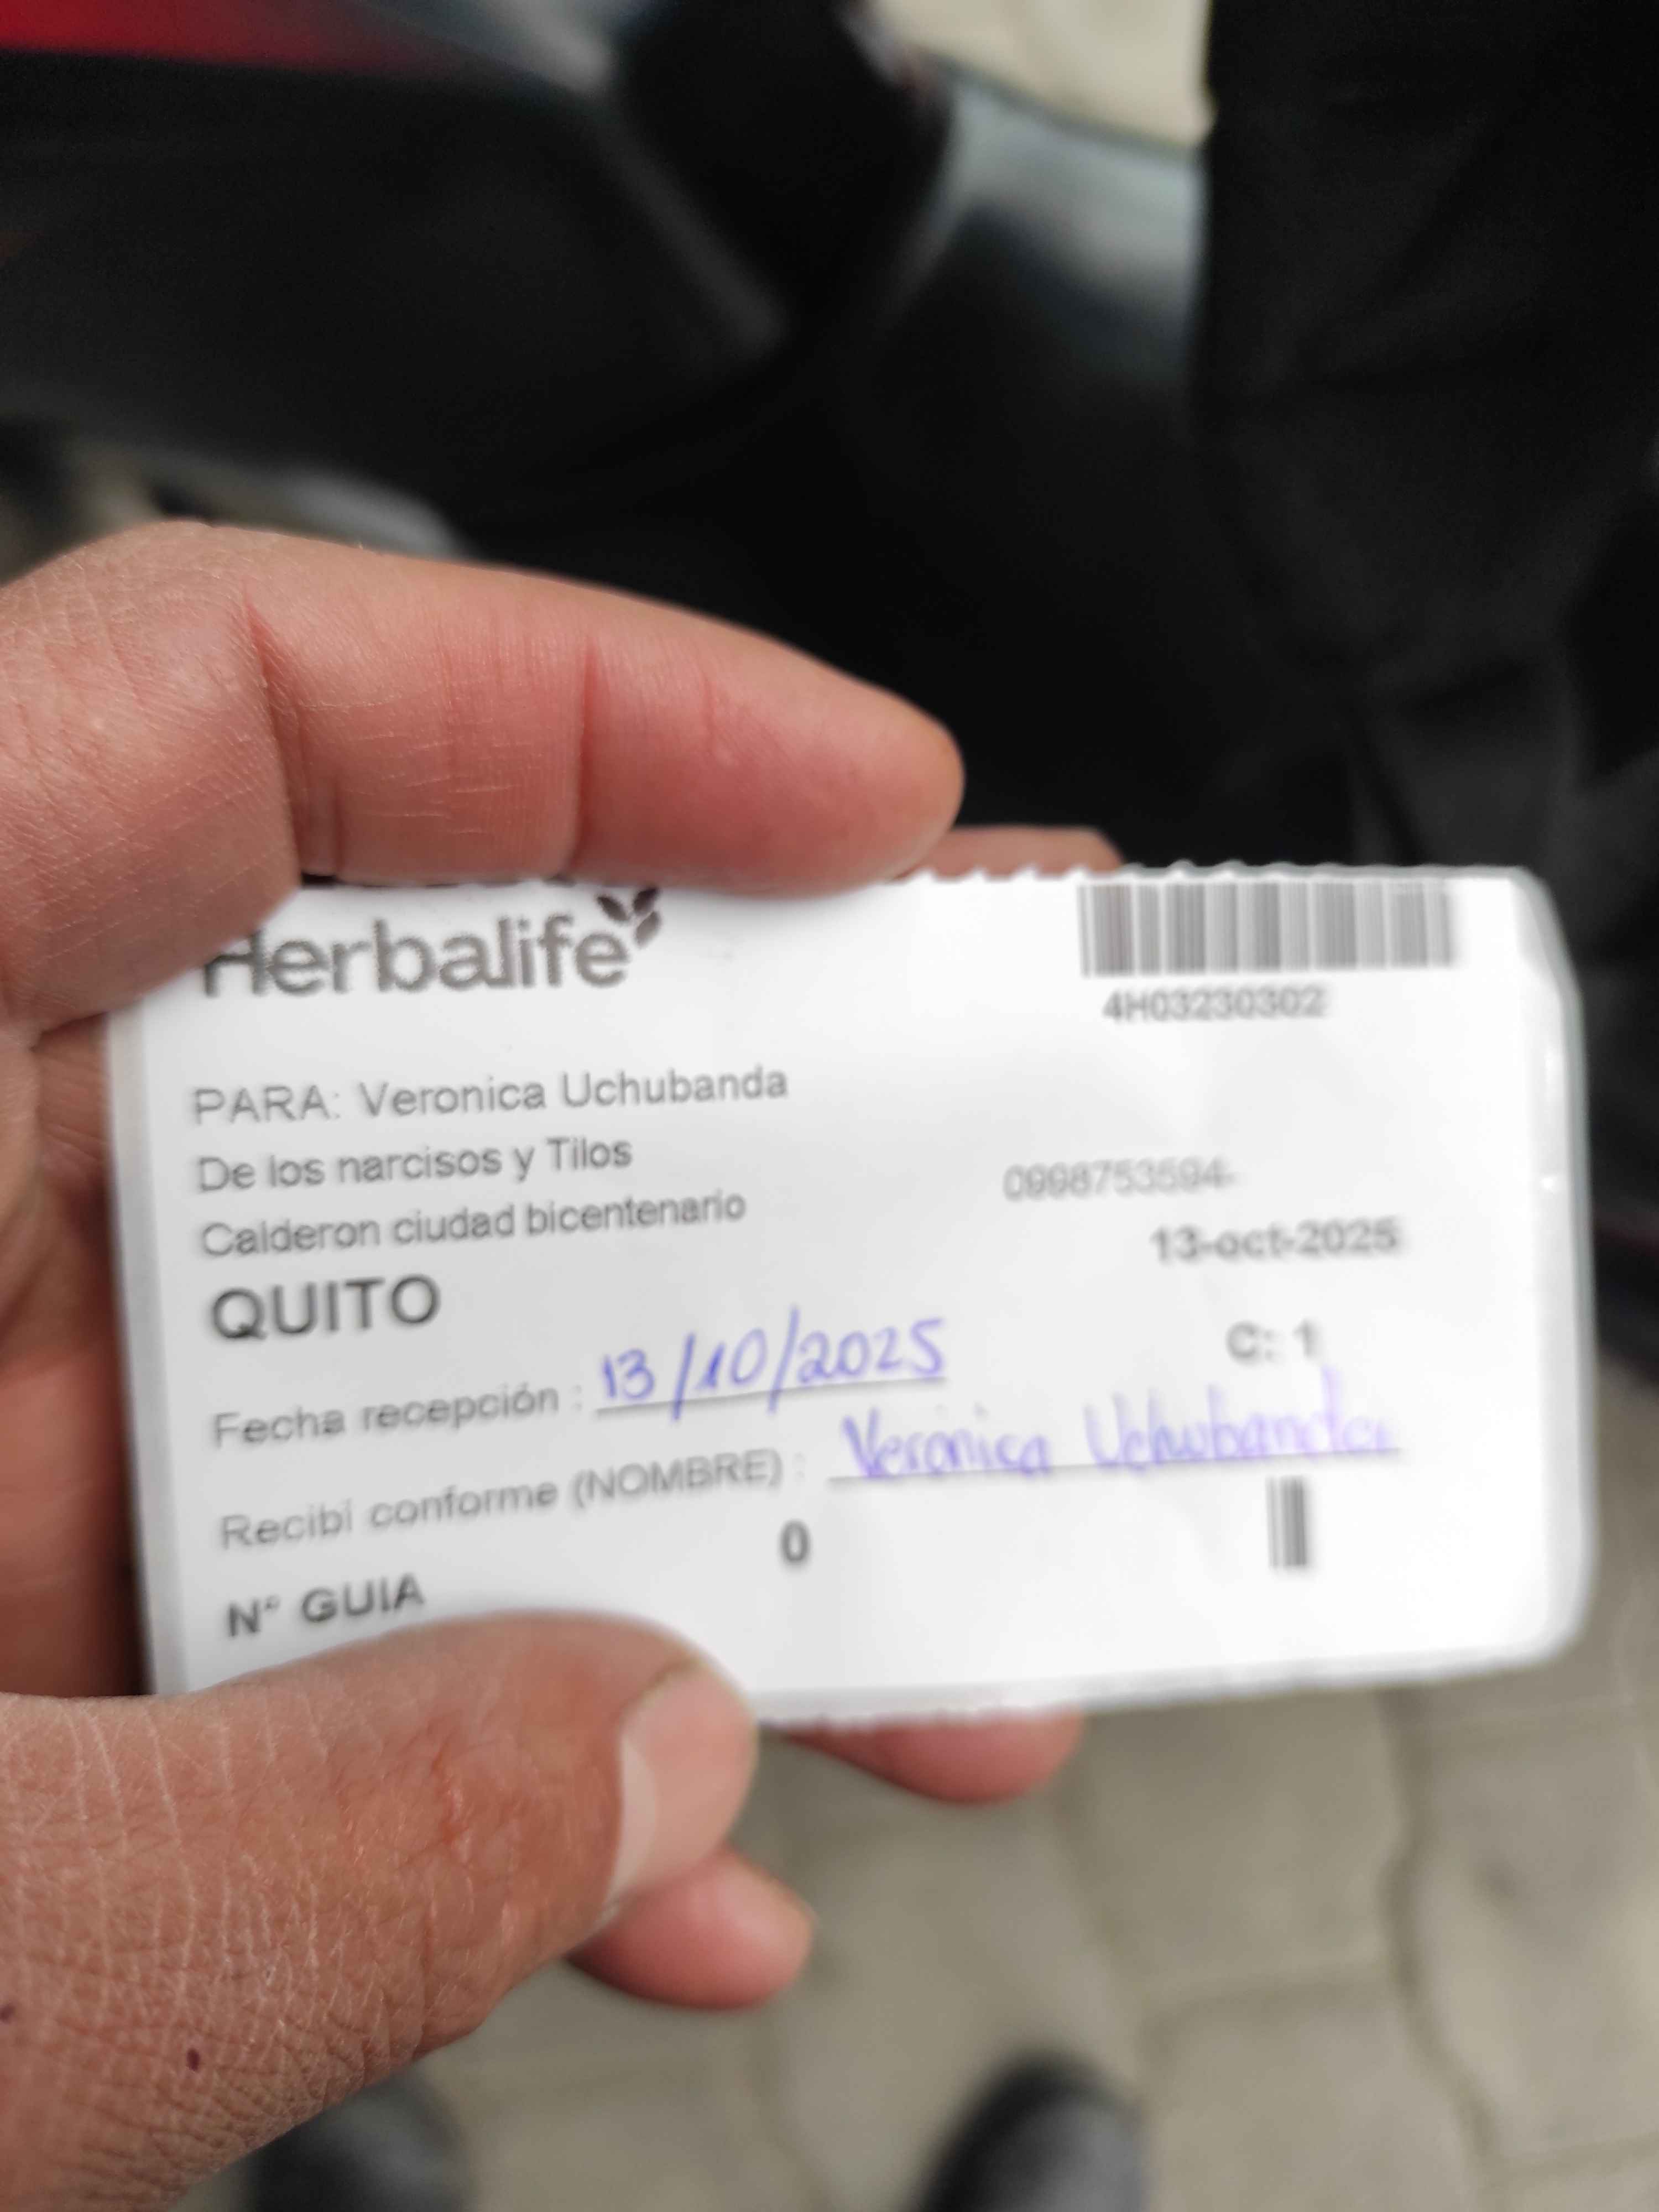 Herbalife
4H03230302
PARA: Veronica Uchubanda
De los narcisos y Tilos
0998753594-
Calderon ciudad bicentenario
13-oct-2025
QUITO
C: 1
Fecha recepción : 13/10/2025
Recibí conforme (NOMBRE) : Veronica Uchubanda
0
N° GUIA